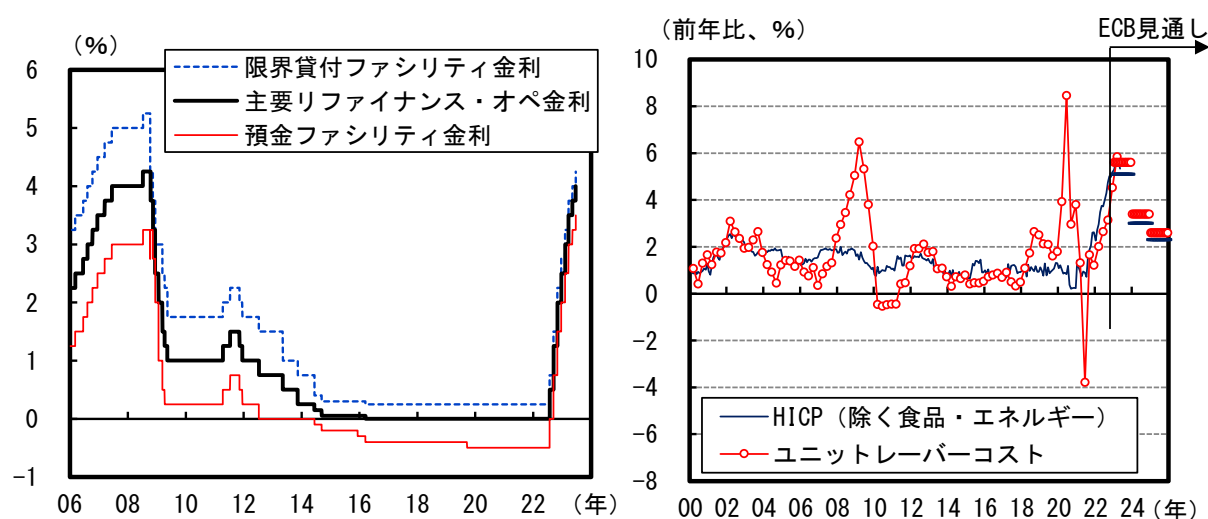 （%）
6
5
4
3
2
1
0
−1
限界貸付ファシリティ金利
主要リファイナンス・オペ金利
預金ファシリティ金利
06 08 10 12 14 16 18 20 22 (年)
（前年比、%）
ECB見通し
10
8
6
4
2
0
−2
−4
−6
−8
HICP（除く食品・エネルギー）
ユニットレーバーコスト
00 02 04 06 08 10 12 14 16 18 20 22 24 (年)